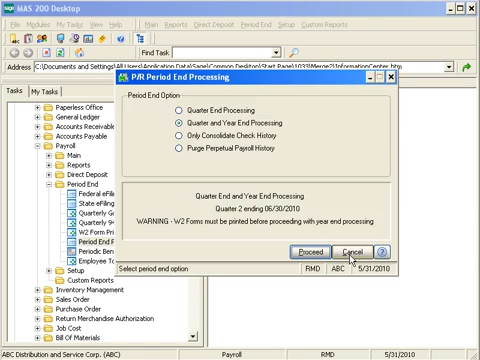 MAS 200 Desktop
File Modules My Tasks View Help Main Reports Direct Deposit Period End Setup Custom Reports
Find Task
Address C:\Documents and Settings\All Users\Application Data\Sage\Common Desktop\Start Page\1033\Merge2\InformationCenter.htm
Tasks My Tasks
Paperless Office
General Ledger
Accounts Receivable
Accounts Payable
Payroll
Main
Reports
Direct Deposit
Period End
Federal eFilin
State eFiling
Quarterly G
Quarterly 9
W2 Form Pri
Period End P
Periodic Ben
Employee To
Setup
Custom Reports
Inventory Management
Sales Order
Purchase Order
Return Merchandise Authorization
Job Cost
Bill Of Materials
P/R Period End Processing
Period End Option
Quarter End Processing
Quarter and Year End Processing
Only Consolidate Check History
Purge Perpetual Payroll History
Quarter End and Year End Processing
Quarter 2 ending 06/30/2010
WARNING - W2 Forms must be printed before proceeding with year end processing
Proceed Cancel
Select period end option RMD ABC 5/31/2010
ABC Distribution and Service Corp. (ABC) Payroll RMD 5/31/2010